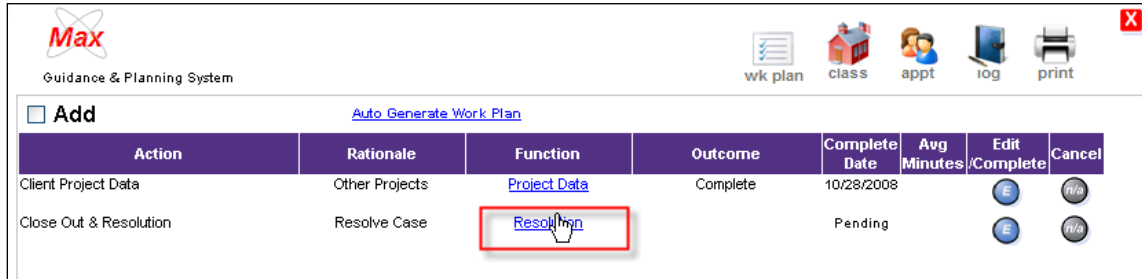 Max
Guidance & Planning System
wk plan class appt log print
X
Add Auto Generate Work Plan
Action Rationale Function Outcome Complete Date Avg Minutes Edit /Complete Cancel
Client Project Data Other Projects Project Data Complete 10/28/2008 E n/a
Close Out & Resolution Resolve Case Resolution Pending E n/a